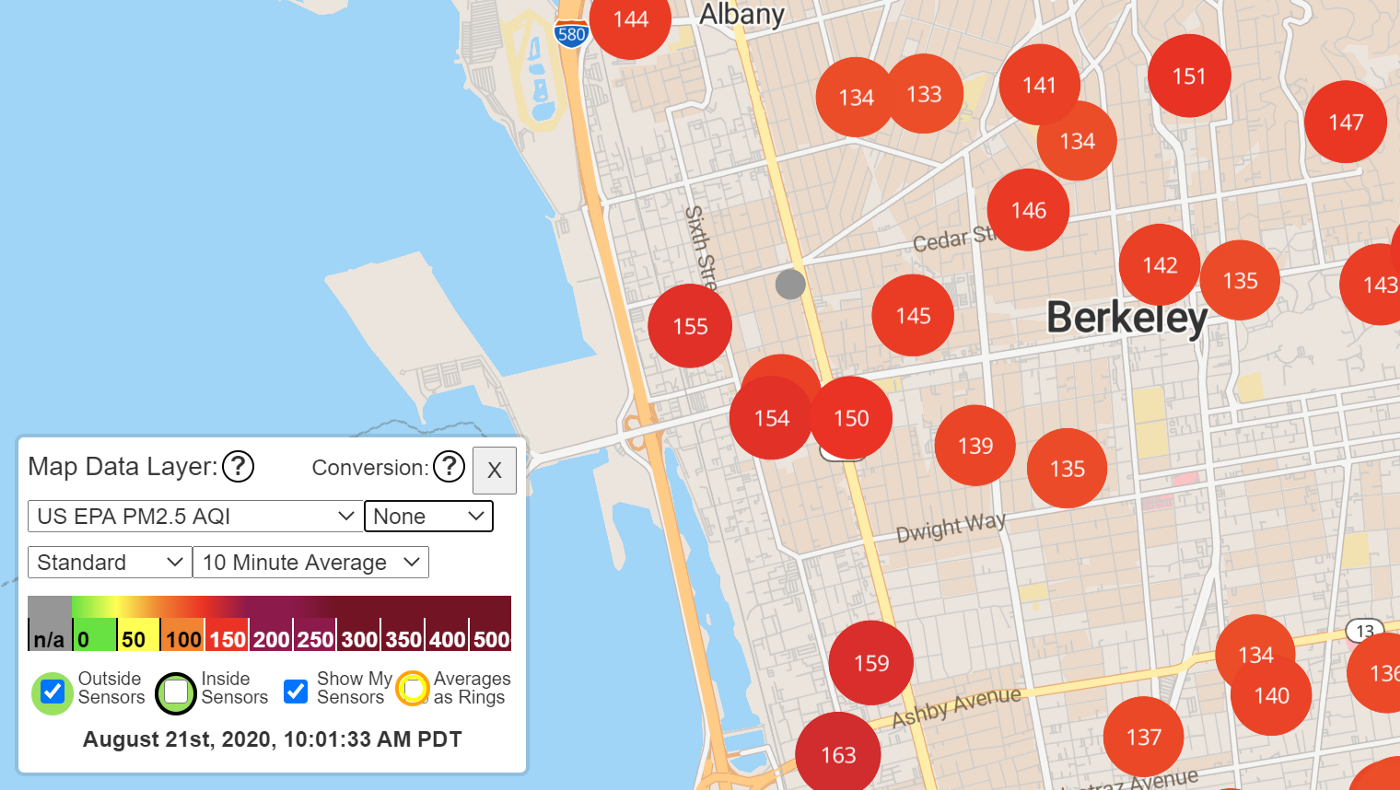 144
Albany
580
134
133
141
151
147
134
Sixth Stre
146
Cedar St
142
135
143
155
145
Berkeley
154
150
139
135
Dwight Way
159
134
13
136
140
Ashby Avenue
137
163
traz Avenue
Map Data Layer: ?
Conversion: ?
X
US EPA PM2.5 AQI
None
Standard
10 Minute Average
n/a 0 50 100 150 200 250 300 350 400 500
Outside
Sensors
Inside
Sensors
Show My
Sensors
Averages
as Rings
August 21st, 2020, 10:01:33 AM PDT